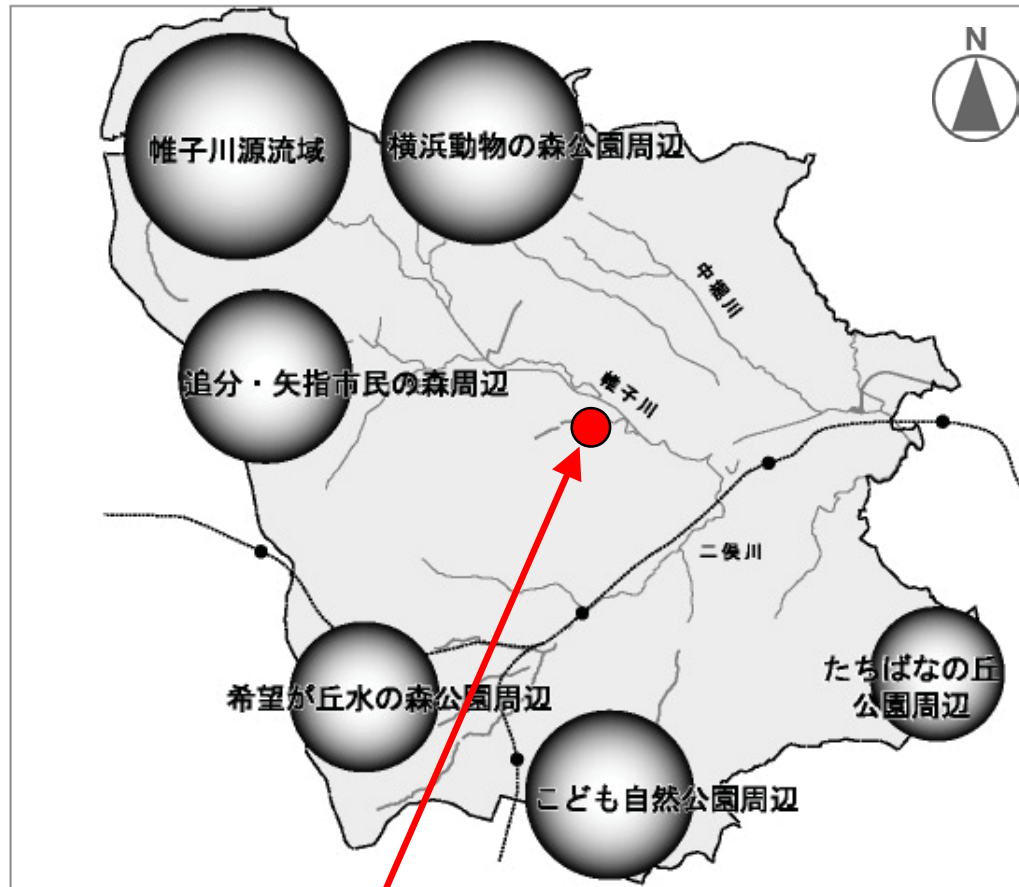 N
帷子川源流域
横浜動物の森公園周辺
中堀川
追分・矢指市民の森周辺
帷子川
二俣川
たちばなの丘
公園周辺
希望が丘水の森公園周辺
こども自然公園周辺